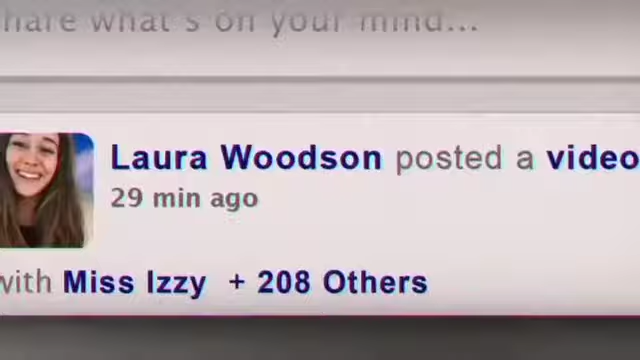 hare what's on your mind...
Laura Woodson posted a video
29 min ago
with Miss Izzy + 208 Others